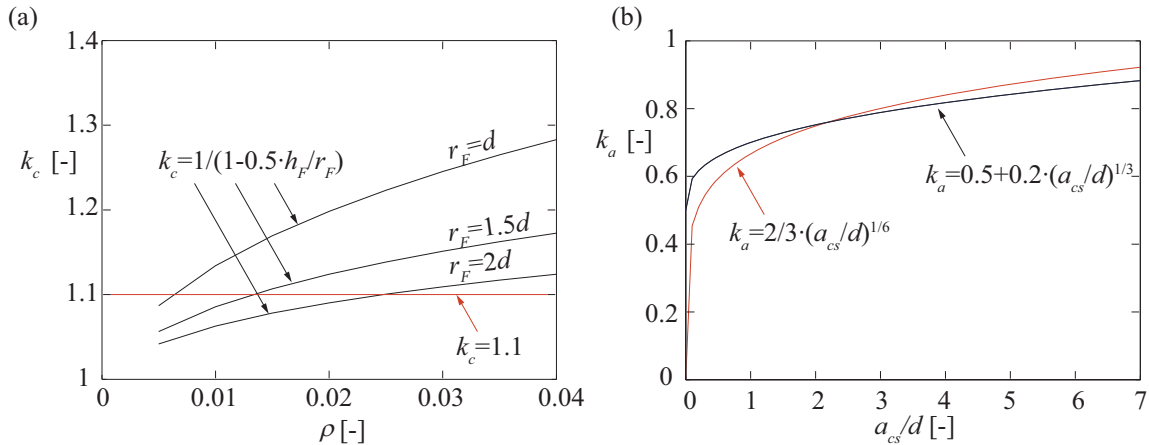 (a)
1.4
1.3
1.2
1.1
1
k_c [-]
k_c=1/(1-0.5·h_F/r_F)
r_F=d
r_F=1.5d
r_F=2d
k_c=1.1
0 0.01 0.02 0.03 0.04
ρ [-]
(b)
1
0.8
0.6
0.4
0.2
0
k_a [-]
k_a=0.5+0.2·(a_cs/d)^1/3
k_a=2/3·(a_cs/d)^1/6
0 1 2 3 4 5 6 7
a_cs/d [-]